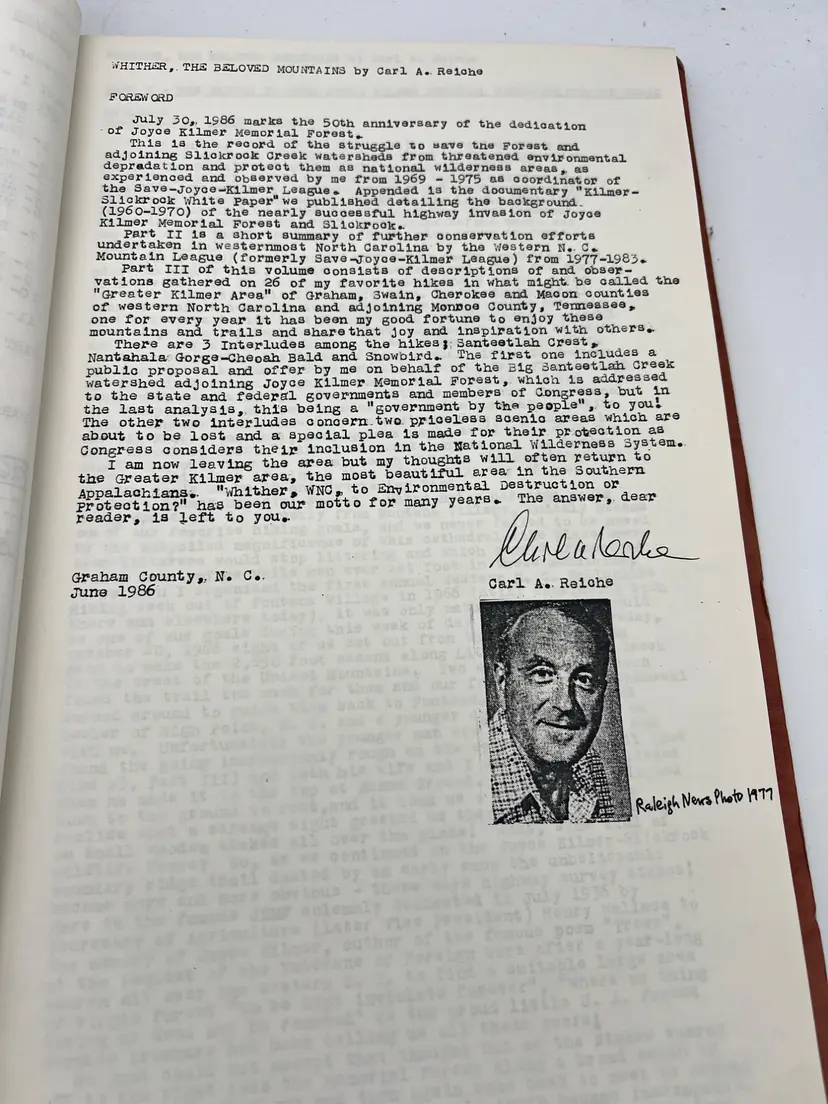 WHITHER, THE BELOVED MOUNTAINS by Carl A. Reiche
FOREWORD
July 30, 1986 marks the 50th anniversary of the dedication
of Joyce Kilmer Memorial Forest.
This is the record of the struggle to save the Forest and
adjoining Slickrock Creek watersheds from threatened environmental
depradation and protect them as national wilderness areas, as
experienced and observed by me from 1969 - 1975 as coordinator of
the Save-Joyce-Kilmer League. Appended is the documentary "Kilmer-
Slickrock White Paper" we published detailing the background
(1960-1970) of the nearly successful highway invasion of Joyce
Kilmer Memorial Forest and Slickrock.
Part II is a short summary of further conservation efforts
undertaken in westernmost North Carolina by the Western N. C.
Mountain League (formerly Save-Joyce-Kilmer League) from 1977-1983.
Part III of this volume consists of descriptions of and obser-
vations gathered on 26 of my favorite hikes in what might be called the
"Greater Kilmer Area" of Graham, Swain, Cherokee and Macon counties
of western North Carolina and adjoining Monroe County, Tennessee,
one for every year it has been my good fortune to enjoy these
mountains and trails and share that joy and inspiration with others.
There are 3 Interludes among the hikes; Santeetlah Crest,
Nantahala Gorge-Cheoah Bald and Snowbird. The first one includes a
public proposal and offer by me on behalf of the Big Santeetlah Creek
watershed adjoining Joyce Kilmer Memorial Forest, which is addressed
to the state and federal governments and members of Congress, but in
the last analysis, this being a "government by the people", to you!
The other two interludes concern two priceless scenic areas which are
about to be lost and a special plea is made for their protection as
Congress considers their inclusion in the National Wilderness System.
I am now leaving the area but my thoughts will often return to
the Greater Kilmer area, the most beautiful area in the Southern
Appalachians. "Whither, WNC, to Environmental Destruction or
Protection?" has been our motto for many years. The answer, dear
reader, is left to you.
Carl A. Reiche
Graham County, N. C.
June 1986
Carl A. Reiche
Raleigh News Photo 1977